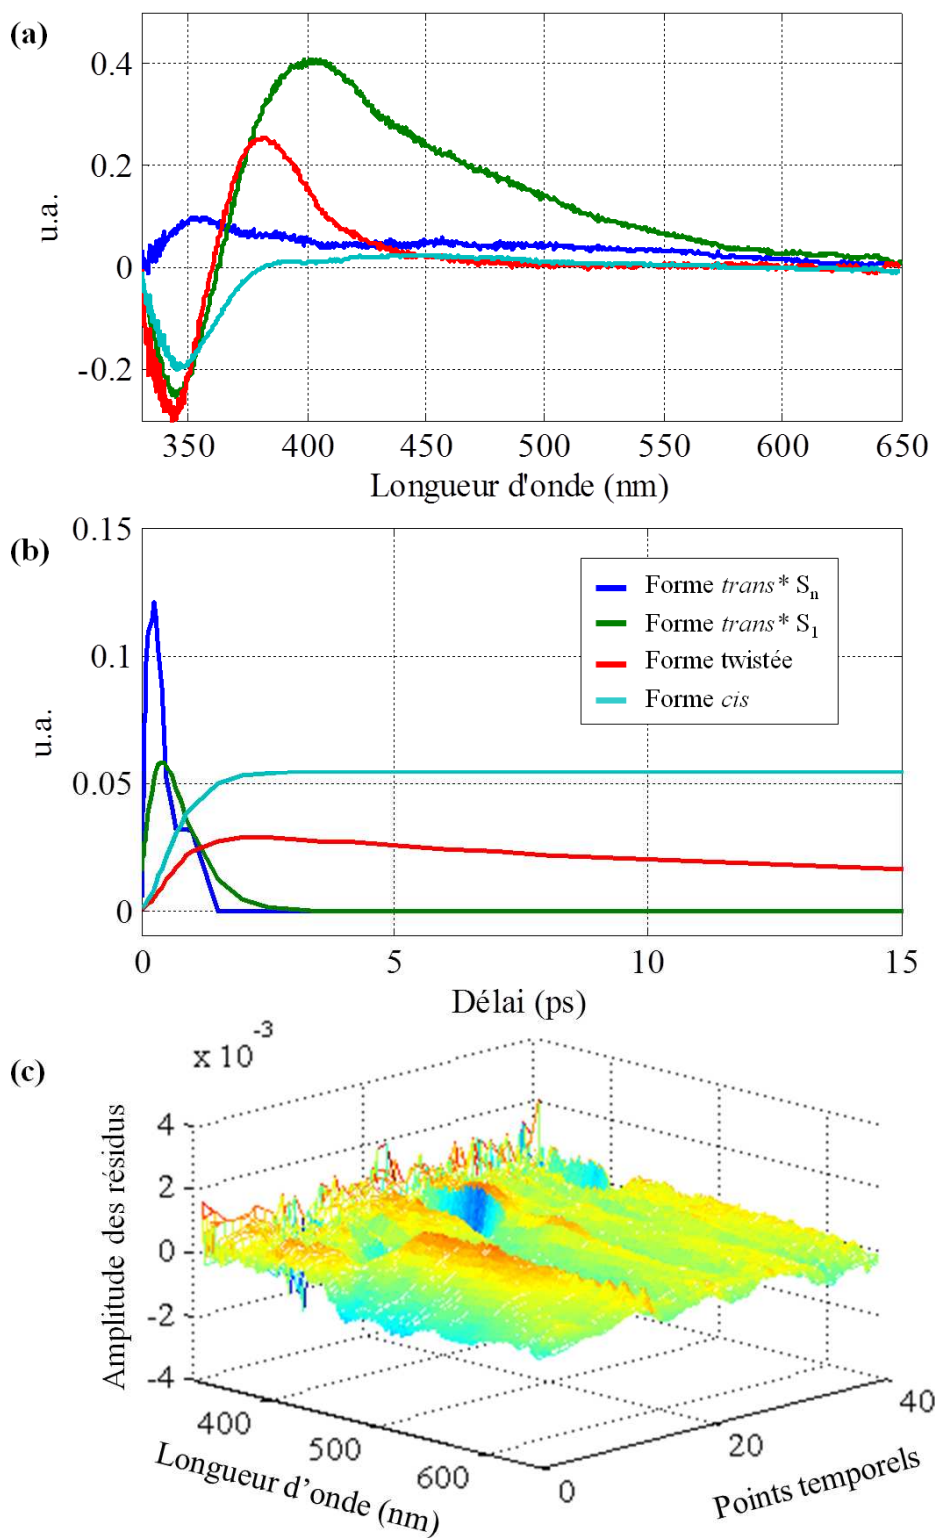 (a)
0.4
0.2
0
-0.2
u.a.
350 400 450 500 550 600 650
Longueur d'onde (nm)
(b)
0.15
0.1
0.05
0
u.a.
Forme trans* Sn
Forme trans* S1
Forme twistée
Forme cis
0 5 10 15
Délai (ps)
(c)
x 10-3
4
2
0
-2
-4
Amplitude des résidus
400 500 600
Longueur d'onde (nm)
0 20 40
Points temporels